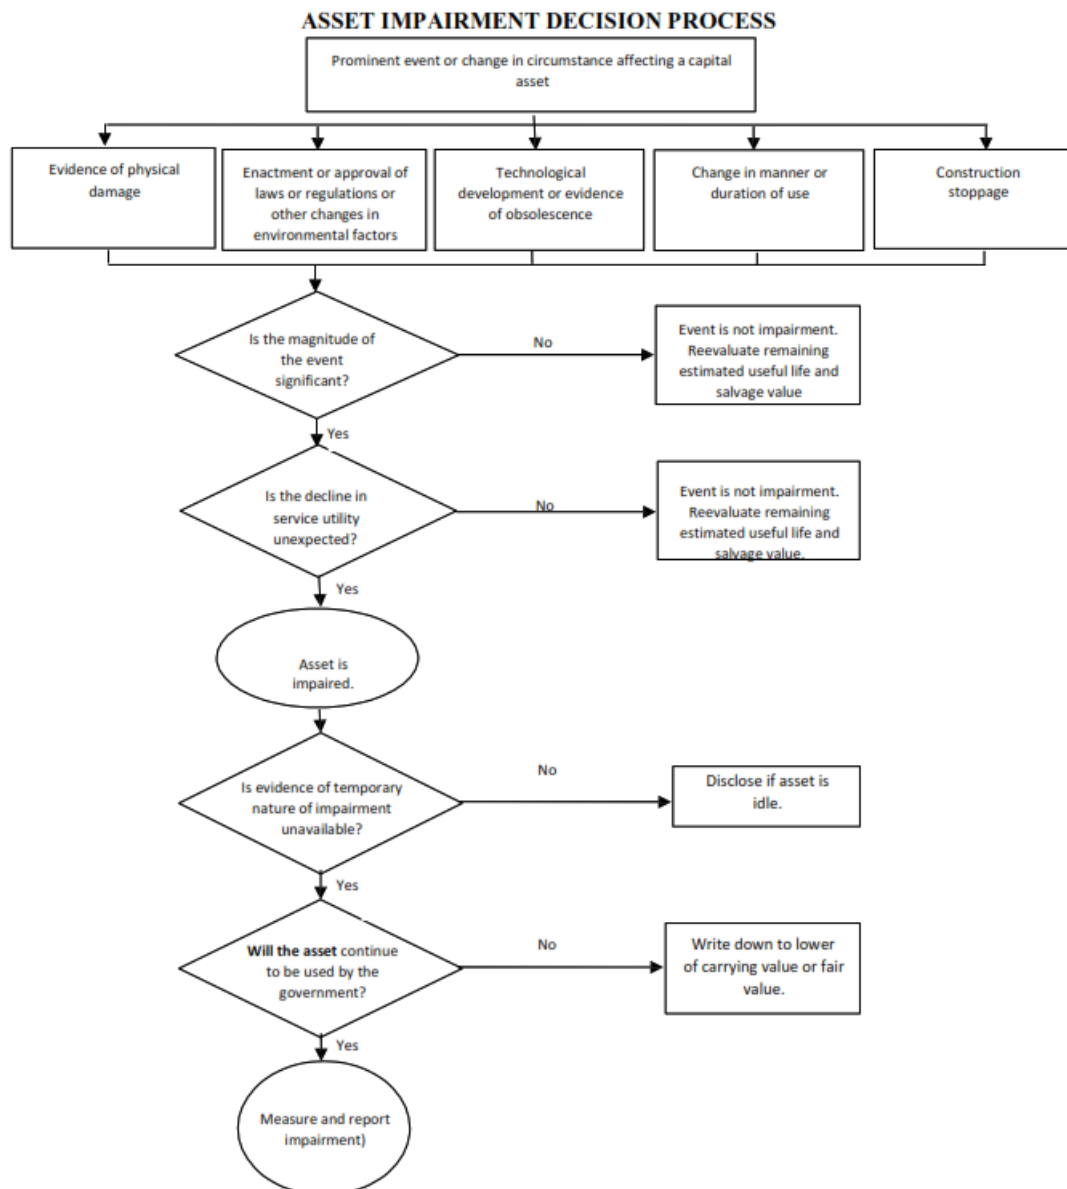 ASSET IMPAIRMENT DECISION PROCESS
Prominent event or change in circumstance affecting a capital
asset
Evidence of physical
damage
Enactment or approval of
laws or regulations or
other changes in
environmental factors
Technological
development or evidence
of obsolescence
Change in manner or
duration of use
Construction
stoppage
Is the magnitude of
the event
significant?
No
Event is not impairment.
Reevaluate remaining
estimated useful life and
salvage value
Yes
Is the decline in
service utility
unexpected?
No
Event is not impairment.
Reevaluate remaining
estimated useful life and
salvage value.
Yes
Asset is
impaired.
Is evidence of temporary
nature of impairment
unavailable?
No
Disclose if asset is
idle.
Yes
Will the asset continue
to be used by the
government?
No
Write down to lower
of carrying value or fair
value.
Yes
Measure and report
impairment)